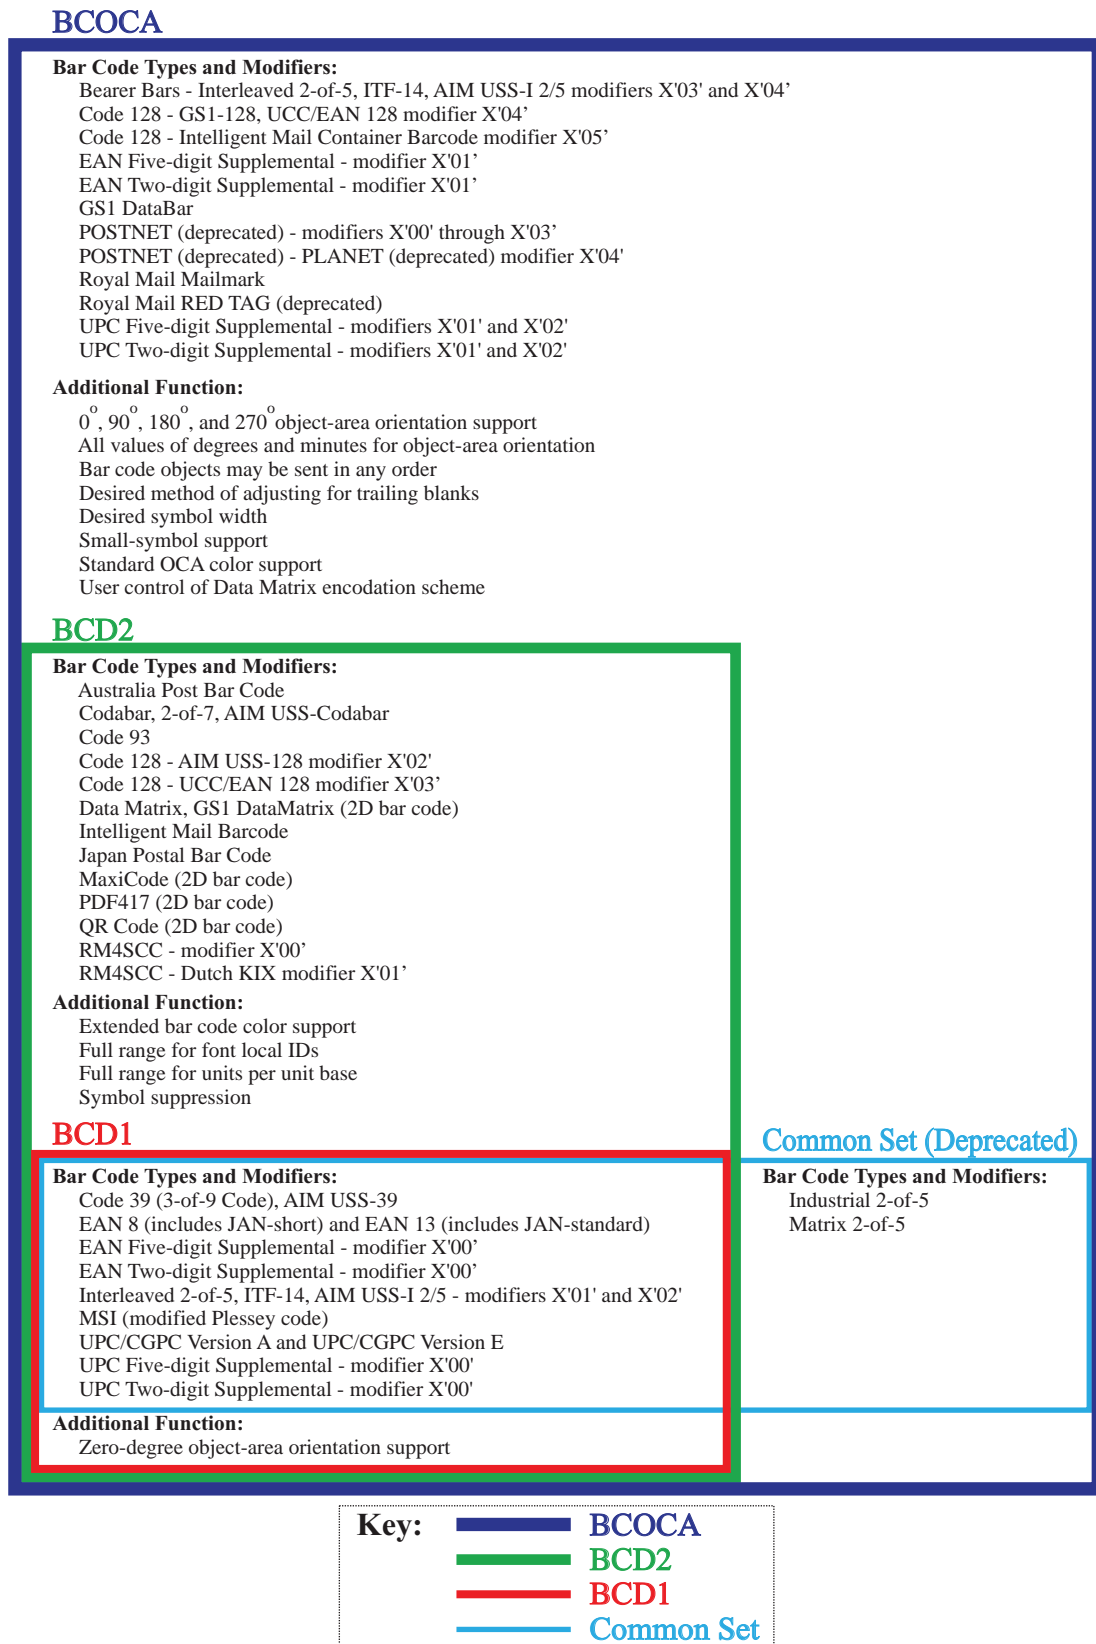 BCOCA
Bar Code Types and Modifiers:
Bearer Bars - Interleaved 2-of-5, ITF-14, AIM USS-I 2/5 modifiers X'03' and X'04’
Code 128 - GS1-128, UCC/EAN 128 modifier X'04’
Code 128 - Intelligent Mail Container Barcode modifier X'05’
EAN Five-digit Supplemental - modifier X'01’
EAN Two-digit Supplemental - modifier X'01’
GS1 DataBar
POSTNET (deprecated) - modifiers X'00' through X'03’
POSTNET (deprecated) - PLANET (deprecated) modifier X'04'
Royal Mail Mailmark
Royal Mail RED TAG (deprecated)
UPC Five-digit Supplemental - modifiers X'01' and X'02'
UPC Two-digit Supplemental - modifiers X'01' and X'02'
Additional Function:
0°, 90°, 180°, and 270°object-area orientation support
All values of degrees and minutes for object-area orientation
Bar code objects may be sent in any order
Desired method of adjusting for trailing blanks
Desired symbol width
Small-symbol support
Standard OCA color support
User control of Data Matrix encodation scheme
BCD2
Bar Code Types and Modifiers:
Australia Post Bar Code
Codabar, 2-of-7, AIM USS-Codabar
Code 93
Code 128 - AIM USS-128 modifier X'02'
Code 128 - UCC/EAN 128 modifier X'03’
Data Matrix, GS1 DataMatrix (2D bar code)
Intelligent Mail Barcode
Japan Postal Bar Code
MaxiCode (2D bar code)
PDF417 (2D bar code)
QR Code (2D bar code)
RM4SCC - modifier X'00’
RM4SCC - Dutch KIX modifier X'01’
Additional Function:
Extended bar code color support
Full range for font local IDs
Full range for units per unit base
Symbol suppression
BCD1
Bar Code Types and Modifiers:
Code 39 (3-of-9 Code), AIM USS-39
EAN 8 (includes JAN-short) and EAN 13 (includes JAN-standard)
EAN Five-digit Supplemental - modifier X'00’
EAN Two-digit Supplemental - modifier X'00’
Interleaved 2-of-5, ITF-14, AIM USS-I 2/5 - modifiers X'01' and X'02'
MSI (modified Plessey code)
UPC/CGPC Version A and UPC/CGPC Version E
UPC Five-digit Supplemental - modifier X'00'
UPC Two-digit Supplemental - modifier X'00'
Additional Function:
Zero-degree object-area orientation support
Common Set (Deprecated)
Bar Code Types and Modifiers:
Industrial 2-of-5
Matrix 2-of-5
Key:
BCOCA
BCD2
BCD1
Common Set